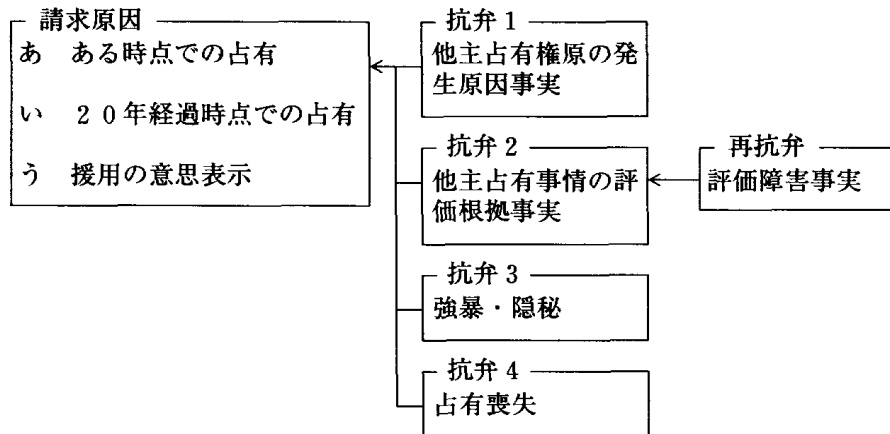 請求原因
あ ある時点での占有
い 20年経過時点での占有
う 援用の意思表示
抗弁1
他主占有権原の発
生原因事実
抗弁2
他主占有事情の評
価根拠事実
再抗弁
評価障害事実
抗弁3
強暴・隠秘
抗弁4
占有喪失